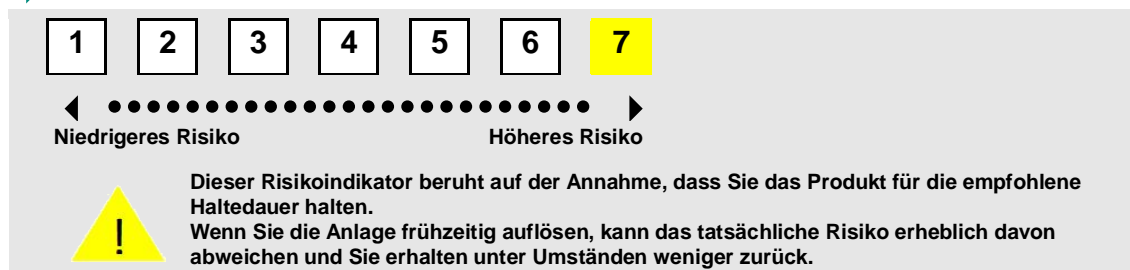 1 2 3 4 5 6 7
Niedrigeres Risiko Höheres Risiko
Dieser Risikoindikator beruht auf der Annahme, dass Sie das Produkt für die empfohlene
Haltedauer halten.
Wenn Sie die Anlage frühzeitig auflösen, kann das tatsächliche Risiko erheblich davon
abweichen und Sie erhalten unter Umständen weniger zurück.
!